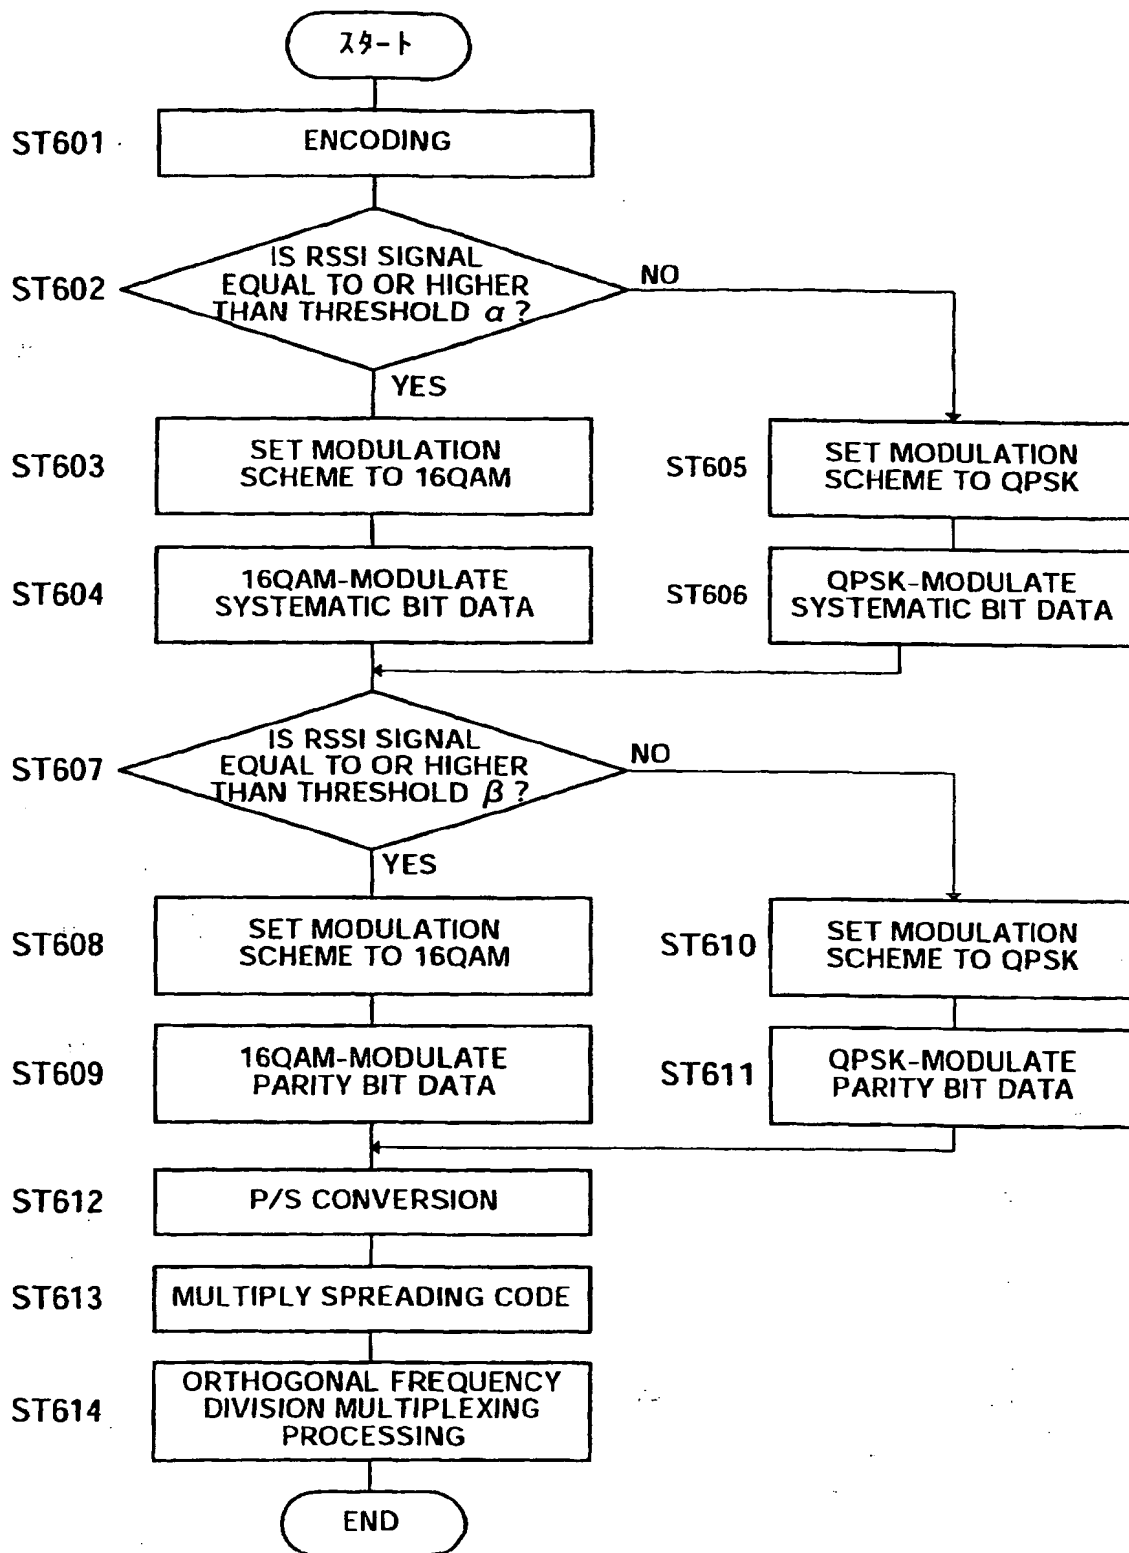 スタート
ST601
ENCODING
ST602
IS RSSI SIGNAL
EQUAL TO OR HIGHER
THAN THRESHOLD α ?
NO
YES
ST603
SET MODULATION
SCHEME TO 16QAM
ST605
SET MODULATION
SCHEME TO QPSK
ST604
16QAM-MODULATE
SYSTEMATIC BIT DATA
ST606
QPSK-MODULATE
SYSTEMATIC BIT DATA
ST607
IS RSSI SIGNAL
EQUAL TO OR HIGHER
THAN THRESHOLD β ?
NO
YES
ST608
SET MODULATION
SCHEME TO 16QAM
ST610
SET MODULATION
SCHEME TO QPSK
ST609
16QAM-MODULATE
PARITY BIT DATA
ST611
QPSK-MODULATE
PARITY BIT DATA
ST612
P/S CONVERSION
ST613
MULTIPLY SPREADING CODE
ST614
ORTHOGONAL FREQUENCY
DIVISION MULTIPLEXING
PROCESSING
END